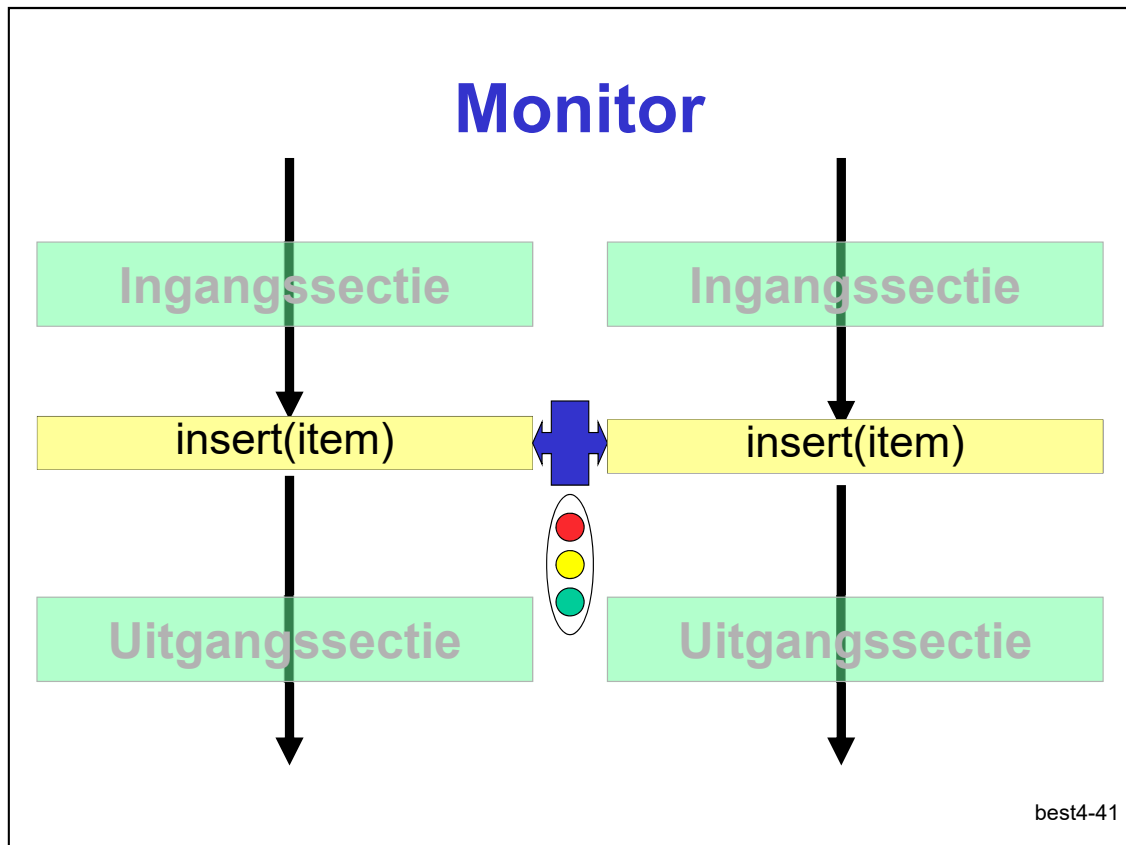 Monitor
Ingangssectie Ingangssectie
insert(item) insert(item)
Uitgangssectie Uitgangssectie
best4-41